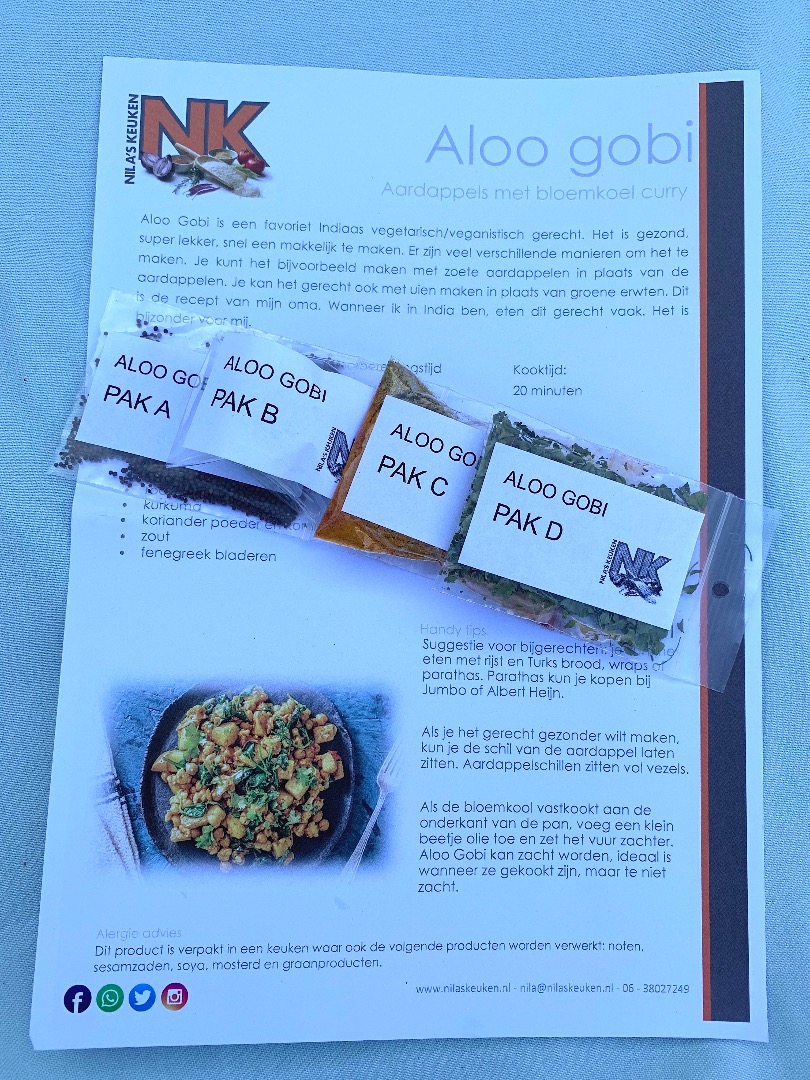 NILA'S KEUKEN
NK
Aloo gobi
Aardappels met bloemkoel curry
Aloo Gobi is een favoriet Indiaas vegetarisch/veganistisch gerecht. Het is gezond,
super lekker, snel een makkelijk te maken. Er zijn veel verschillende manieren om het te
maken. Je kunt het bijvoorbeeld maken met zoete aardappelen in plaats van de
aardappelen. Je kan het gerecht ook met uien maken in plaats van groene erwten. Dit
is de recept van mijn oma. Wanneer ik in India ben, eten dit gerecht vaak. Het is
bijzonder voor mij.
Kooktijd:
20 minuten
ALOO GO
PAK A
ALOO GOBI
PAK B
NILA'S KEUKEN
ALOO GO
PAK C
ALOO GOBI
PAK D
NILA'S KEUKEN
NK
kurkuma
• koriander poeder en
• zout
• fenegreek bladeren
Handy tips
Suggestie voor bijgerechten: je
eten met rijst en Turks brood, wraps of
parathas. Parathas kun je kopen bij
Jumbo of Albert Heijn.
Als je het gerecht gezonder wilt maken,
kun je de schil van de aardappel laten
zitten. Aardappelschillen zitten vol vezels.
Als de bloemkool vastkookt aan de
onderkant van de pan, voeg een klein
beetje olie toe en zet het vuur zachter.
Aloo Gobi kan zacht worden, ideaal is
wanneer ze gekookt zijn, maar te niet
zacht.
Alergie advies
Dit product is verpakt in een keuken waar ook de volgende producten worden verwerkt: noten,
sesamzaden, soya, mosterd en graanproducten.
www.nilaskeuken.nl - nila@nilaskeuken.nl - 06 - 38027249